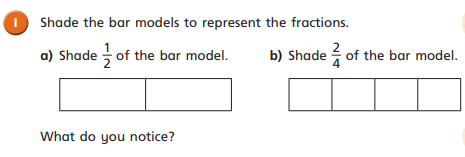 1 Shade the bar models to represent the fractions.
a) Shade 1/2 of the bar model. b) Shade 2/4 of the bar model.
What do you notice?